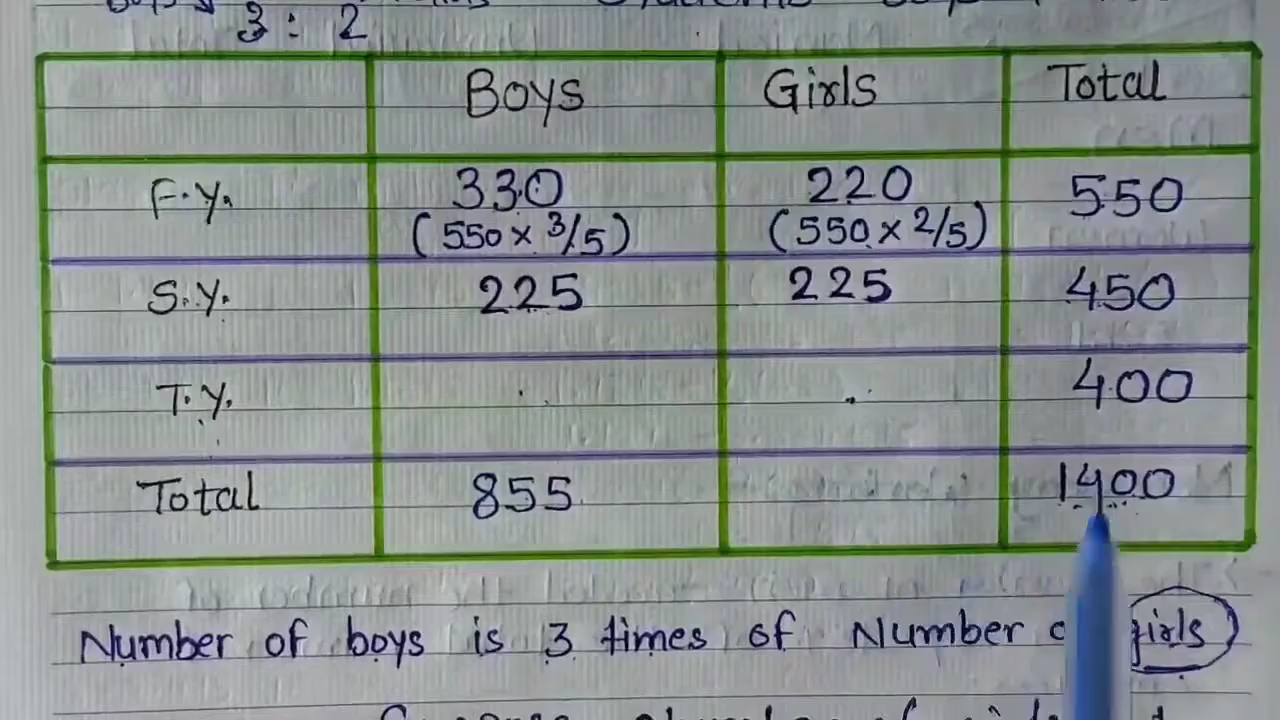 3 : 2
Boys Girls Total
F.Y. 330 220 550
(550 × 3/5) (550 × 2/5)
S.Y. 225 225 450
T.Y. 400
Total 855 1400
Number of boys is 3 times of Number girls